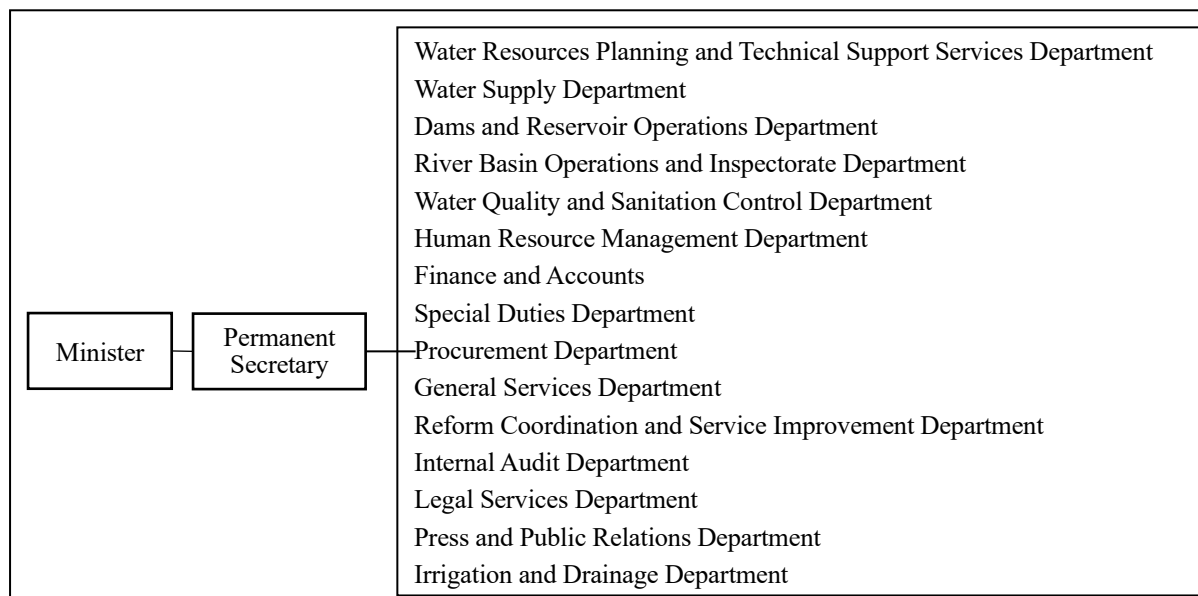 Minister
Permanent
Secretary
Water Resources Planning and Technical Support Services Department
Water Supply Department
Dams and Reservoir Operations Department
River Basin Operations and Inspectorate Department
Water Quality and Sanitation Control Department
Human Resource Management Department
Finance and Accounts
Special Duties Department
Procurement Department
General Services Department
Reform Coordination and Service Improvement Department
Internal Audit Department
Legal Services Department
Press and Public Relations Department
Irrigation and Drainage Department